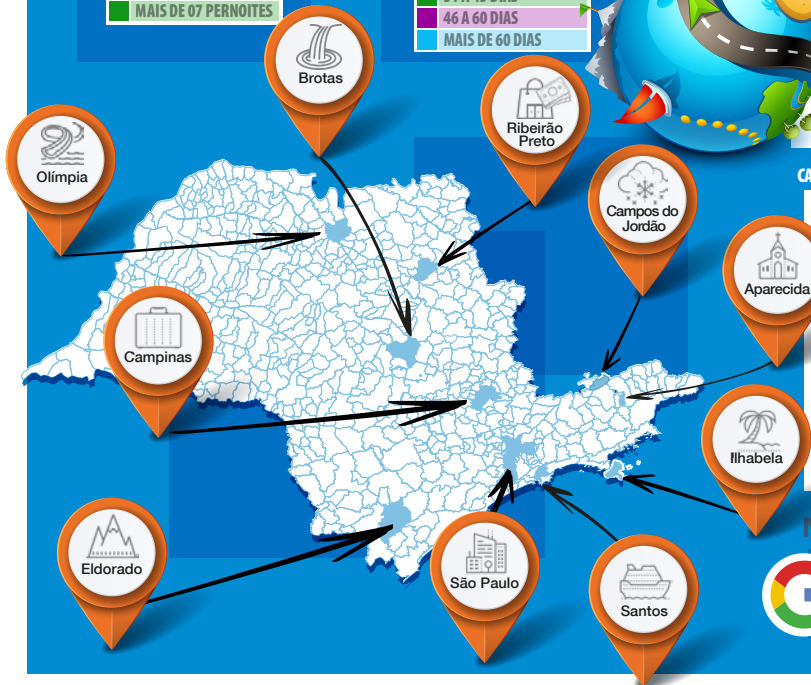 MAIS DE 07 PERNOITES
46 A 60 DIAS
MAIS DE 60 DIAS
Brotas
Ribeirão
Preto
Olímpia
Campos do
Jordão
Aparecida
Campinas
Ilhabela
Eldorado
São Paulo
Santos